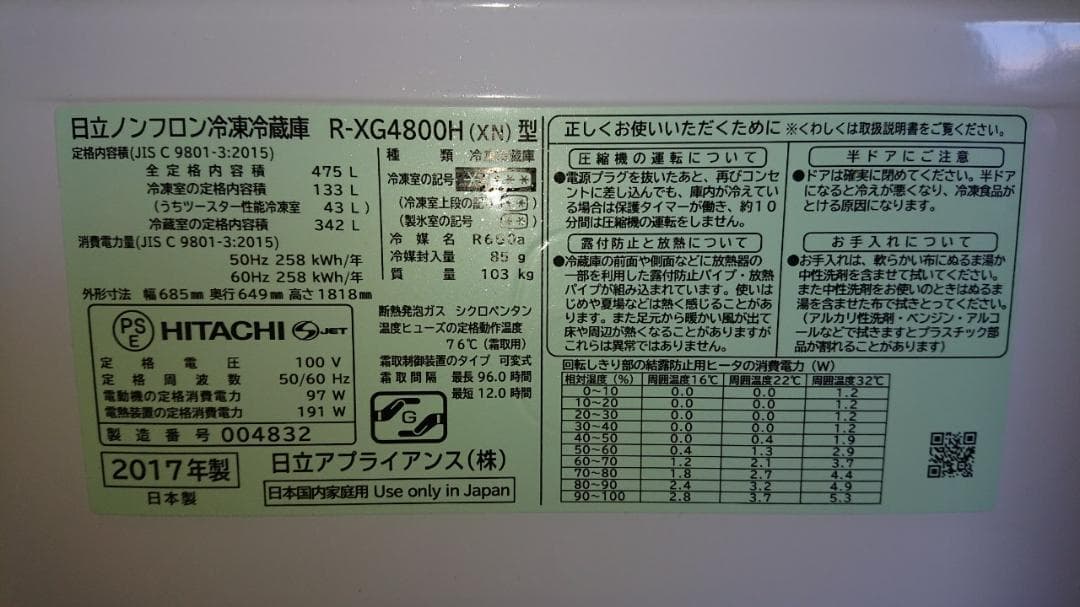 日立ノンフロン冷凍冷蔵庫 R-XG4800H(XN)型
定格内容積(JIS C 9801-3:2015)
全定格内容積 475 L
冷凍室の定格内容積 133 L
(うちツースター性能冷凍室 43 L)
冷蔵室の定格内容積 342 L
消費電力量(JIS C 9801-3:2015)
50Hz 258 kWh/年
60Hz 258 kWh/年
外形寸法 幅685mm 奥行649mm 高さ1818mm
種類 冷凍冷蔵庫
冷凍室の記号
(冷凍室上段の記
(製氷室の記号
冷媒名 R600a
冷媒封入量 85 g
質量 103 kg
PS E HITACHI S JET
定格電圧 100 V
定格周波数 50/60 Hz
電動機の定格消費電力 97 W
電熱装置の定格消費電力 191 W
製造番号 004832
断熱発泡ガス シクロペンタン
温度ヒューズの定格動作温度
76℃(霜取用)
霜取制御装置のタイプ 可変式
霜取間隔 最長 96.0 時間
最短 12.0 時間
G
2017年製
日本製
日立アプライアンス(株)
日本国内家庭用 Use only in Japan
正しくお使いいただくために ※くわしくは取扱説明書をご覧ください。
圧縮機の運転について
●電源プラグを抜いたあと、再びコンセ
ントに差し込んでも、庫内が冷えてい
る場合は保護タイマーが働き、約10
分間は圧縮機の運転をしません。
露付防止と放熱について
●冷蔵庫の前面や側面などに放熱器の
一部を利用した露付防止パイプ・放熱
パイプが組み込まれています。使いは
じめや夏場などは熱く感じることがあ
ります。また足元から暖かい風が出て
床や周辺が熱くなることがありますが
これらは異常ではありません。
半ドアにご注意
●ドアは確実に閉めてください。半ドア
になると冷えが悪くなり、冷凍食品が
とける原因になります。
お手入れについて
●お手入れは、軟らかい布にぬるま湯か
中性洗剤を含ませて拭いてください。
また中性洗剤をお使いのときはぬるま
湯を含ませた布で拭きとってください。
(アルカリ性洗剤・ベンジン・アルコ
ールなどで拭きますとプラスチック部
品が割れることがあります)
回転しきり部の結露防止用ヒータの消費電力(W)
相対湿度(%) 周囲温度16℃ 周囲温度22℃ 周囲温度32℃
0~10 0.0 0.0 1.2
10~20 0.0 0.0 1.2
20~30 0.0 0.0 1.2
30~40 0.0 0.0 1.2
40~50 0.0 0.4 1.9
50~60 0.4 1.3 2.9
60~70 1.2 2.1 3.7
70~80 1.8 2.7 4.4
80~90 2.4 3.2 4.9
90~100 2.8 3.7 5.3